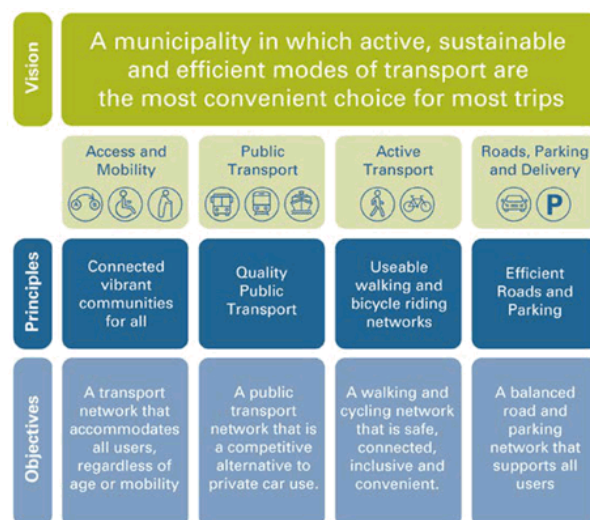 Vision
A municipality in which active, sustainable
and efficient modes of transport are
the most convenient choice for most trips
Access and
Mobility
Public
Transport
Active
Transport
Roads, Parking
and Delivery
P
Principles
Connected
vibrant
communities
for all
Quality
Public
Transport
Useable
walking and
bicycle riding
networks
Efficient
Roads and
Parking
Objectives
A transport
network that
accommodates
all users,
regardless of
age or mobility
A public
transport
network that is
a competitive
alternative to
private car use.
A walking and
cycling network
that is safe,
connected,
inclusive and
convenient.
A balanced
road and
parking
network that
supports all
users